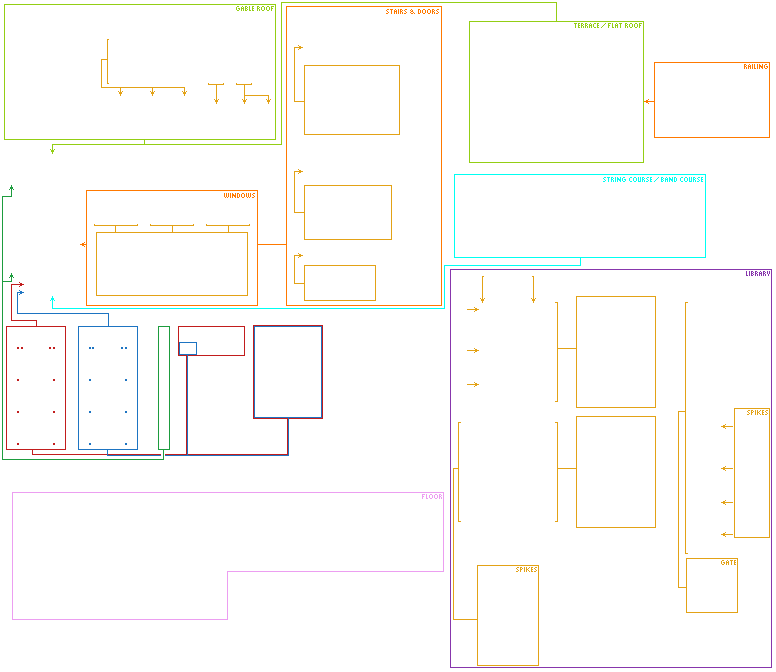 GABLE ROOF
STAIRS & DOORS
TERRACE/FLAT ROOF
RAILING
STRING COURSE/BAND COURSE
WINDOWS
LIBRARY
SPIKES
FLOOR
GATE
SPIKES